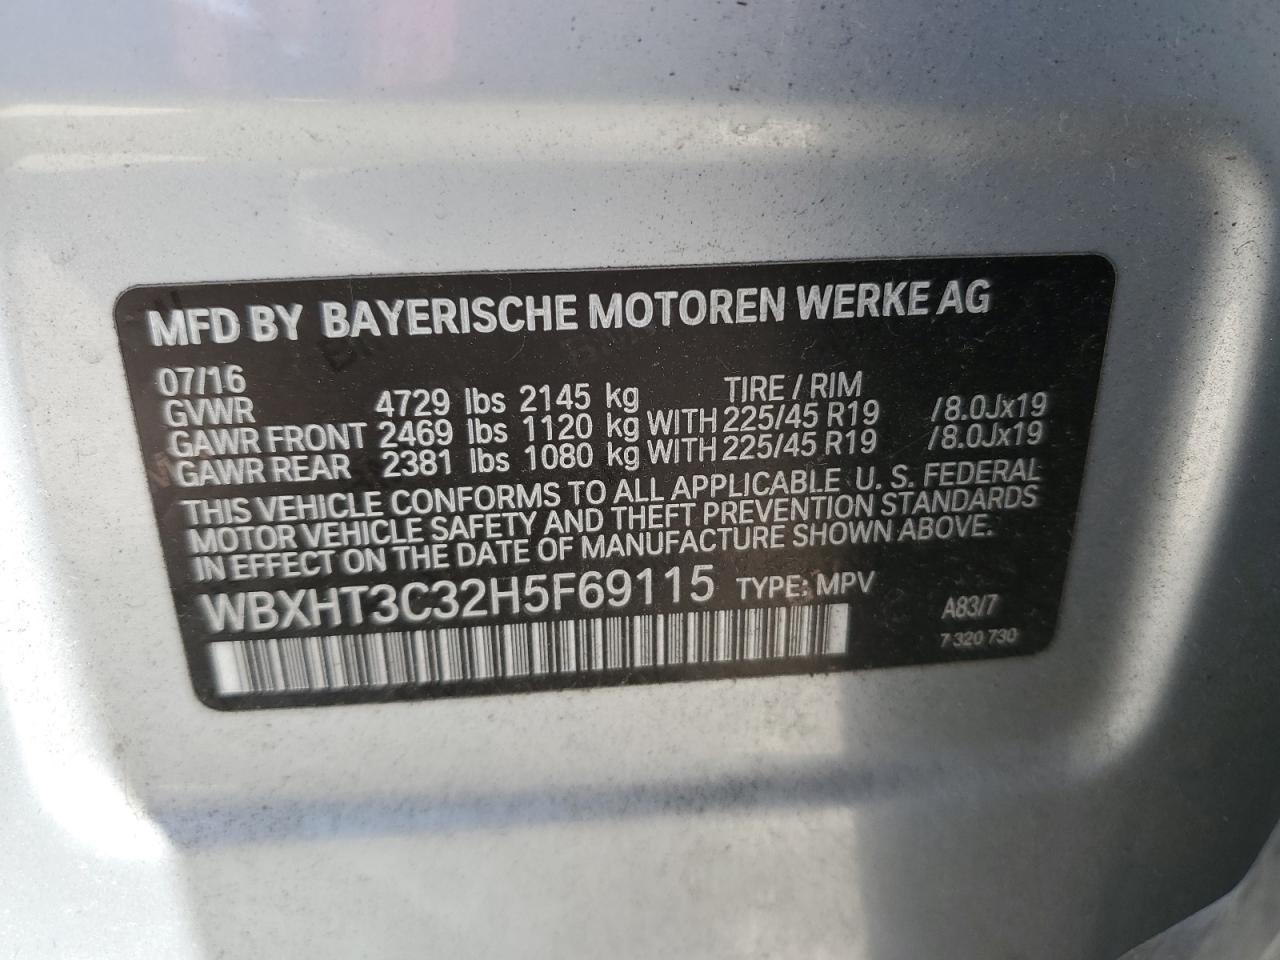 MFD BY BAYERISCHE MOTOREN WERKE AG
07/16
GVWR 4729 lbs 2145 kg TIRE / RIM
GAWR FRONT 2469 lbs 1120 kg WITH 225/45 R19 /8.0Jx19
GAWR REAR 2381 lbs 1080 kg WITH 225/45 R19 /8.0Jx19
THIS VEHICLE CONFORMS TO ALL APPLICABLE U. S. FEDERAL
MOTOR VEHICLE SAFETY AND THEFT PREVENTION STANDARDS
IN EFFECT ON THE DATE OF MANUFACTURE SHOWN ABOVE.
WBXHT3C32H5F69115 TYPE: MPV
A83/7
7 320 730